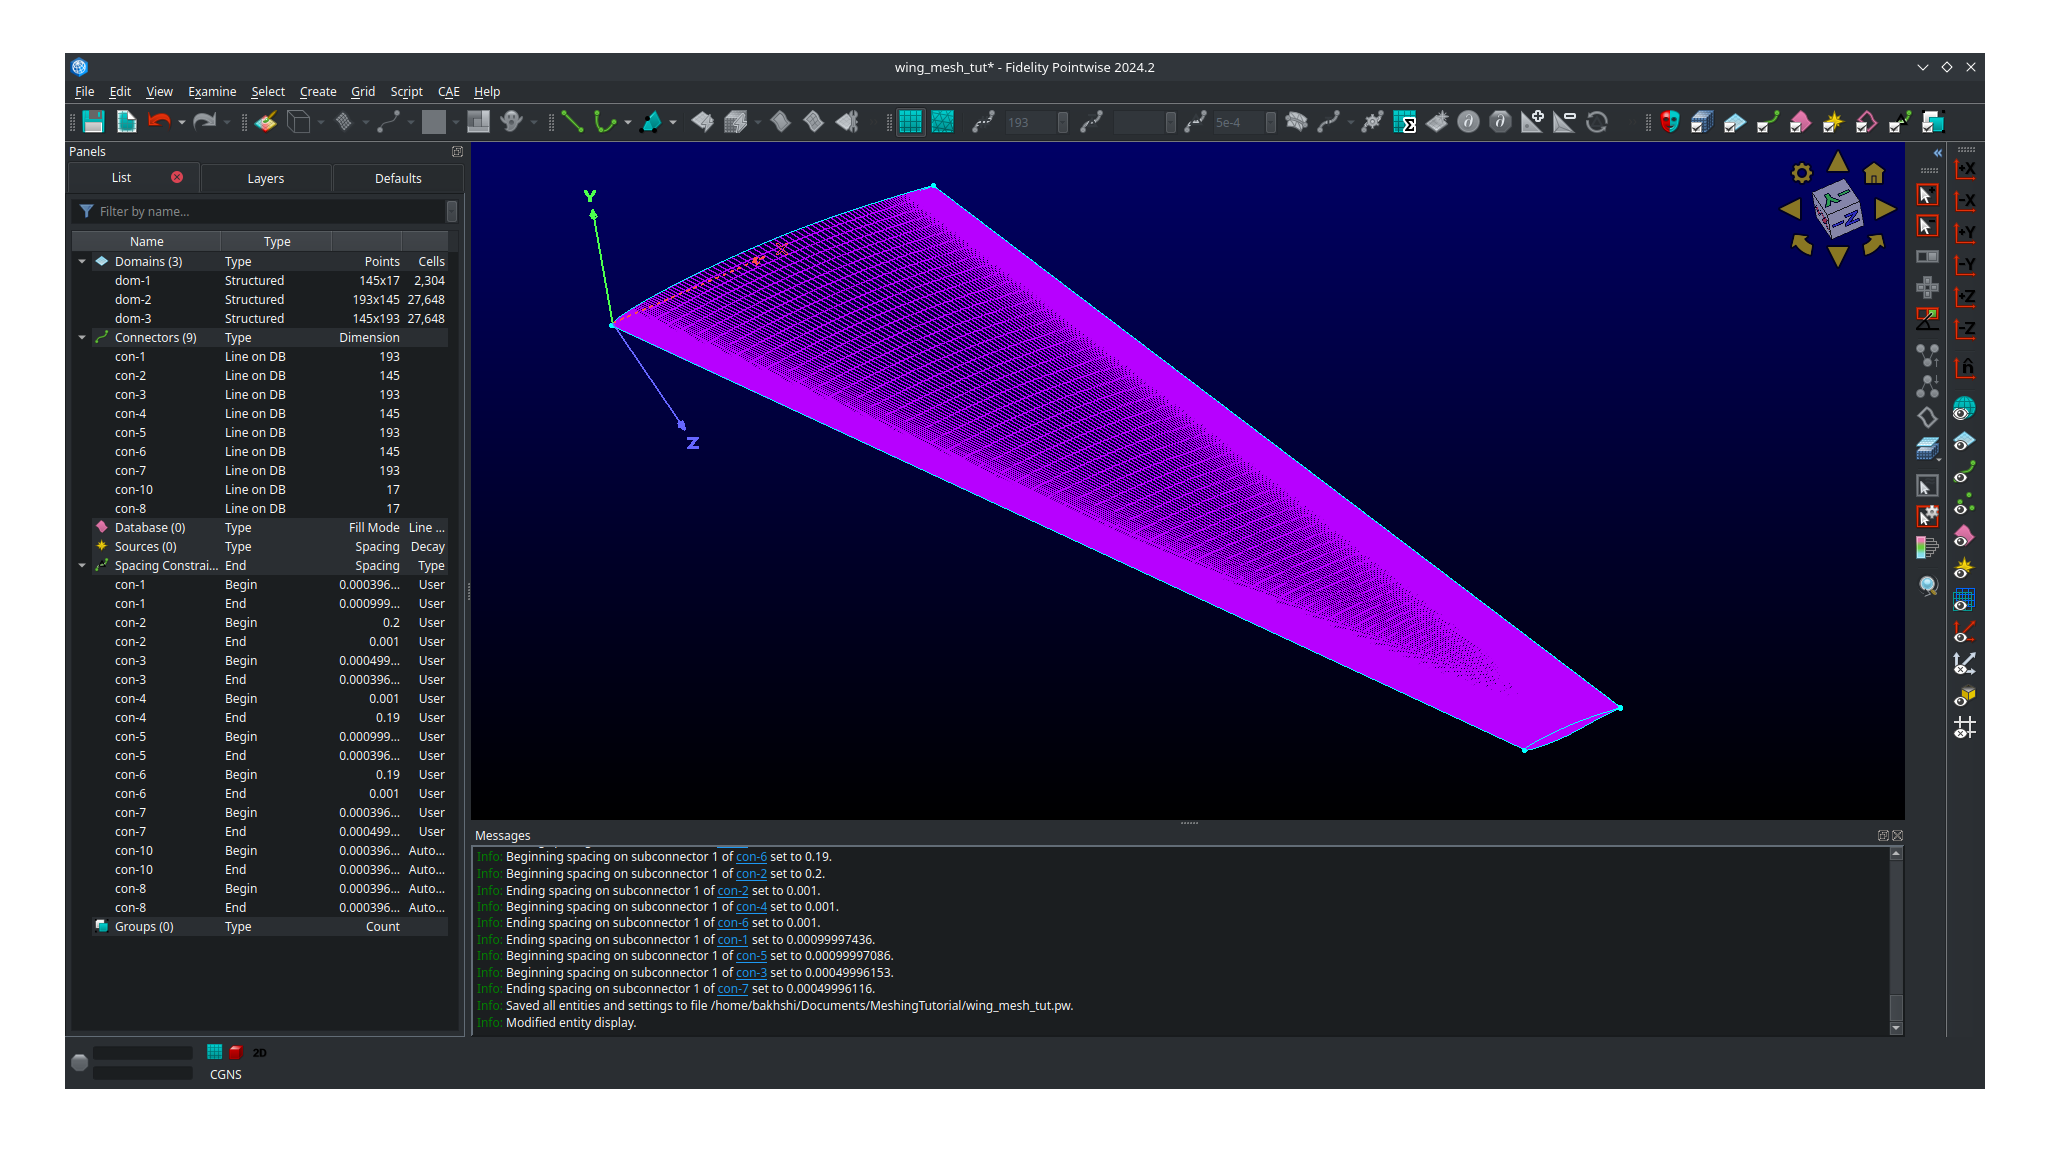 wing_mesh_tut* - Fidelity Pointwise 2024.2
File Edit View Examine Select Create Grid Script CAE Help
193 5e-4
Panels
List Layers Defaults
Filter by name...
Name Type
Domains (3) Type Points Cells
dom-1 Structured 145x17 2,304
dom-2 Structured 193x145 27,648
dom-3 Structured 145x193 27,648
Connectors (9) Type Dimension
con-1 Line on DB 193
con-2 Line on DB 145
con-3 Line on DB 193
con-4 Line on DB 145
con-5 Line on DB 193
con-6 Line on DB 145
con-7 Line on DB 193
con-10 Line on DB 17
con-8 Line on DB 17
Database (0) Type Fill Mode Line ...
Sources (0) Type Spacing Decay
Spacing Constrai... End Spacing Type
con-1 Begin 0.000396... User
con-1 End 0.000999... User
con-2 Begin 0.2 User
con-2 End 0.001 User
con-3 Begin 0.000499... User
con-3 End 0.000396... User
con-4 Begin 0.001 User
con-4 End 0.19 User
con-5 Begin 0.000999... User
con-5 End 0.000396... User
con-6 Begin 0.19 User
con-6 End 0.001 User
con-7 Begin 0.000396... User
con-7 End 0.000499... User
con-10 Begin 0.000396... Auto...
con-10 End 0.000396... Auto...
con-8 Begin 0.000396... Auto...
con-8 End 0.000396... Auto...
Groups (0) Type Count
Y
X
Z
Y
-Z
+X
-X
+Y
-Y
+Z
-Z
n̂
Messages
Info: Beginning spacing on subconnector 1 of con-6 set to 0.19.
Info: Beginning spacing on subconnector 1 of con-2 set to 0.2.
Info: Ending spacing on subconnector 1 of con-2 set to 0.001.
Info: Beginning spacing on subconnector 1 of con-4 set to 0.001.
Info: Ending spacing on subconnector 1 of con-6 set to 0.001.
Info: Ending spacing on subconnector 1 of con-1 set to 0.00099997436.
Info: Beginning spacing on subconnector 1 of con-5 set to 0.00099997086.
Info: Beginning spacing on subconnector 1 of con-3 set to 0.00049996153.
Info: Ending spacing on subconnector 1 of con-7 set to 0.00049996116.
Info: Saved all entities and settings to file /home/bakhshi/Documents/MeshingTutorial/wing_mesh_tut.pw.
Info: Modified entity display.
2D
CGNS